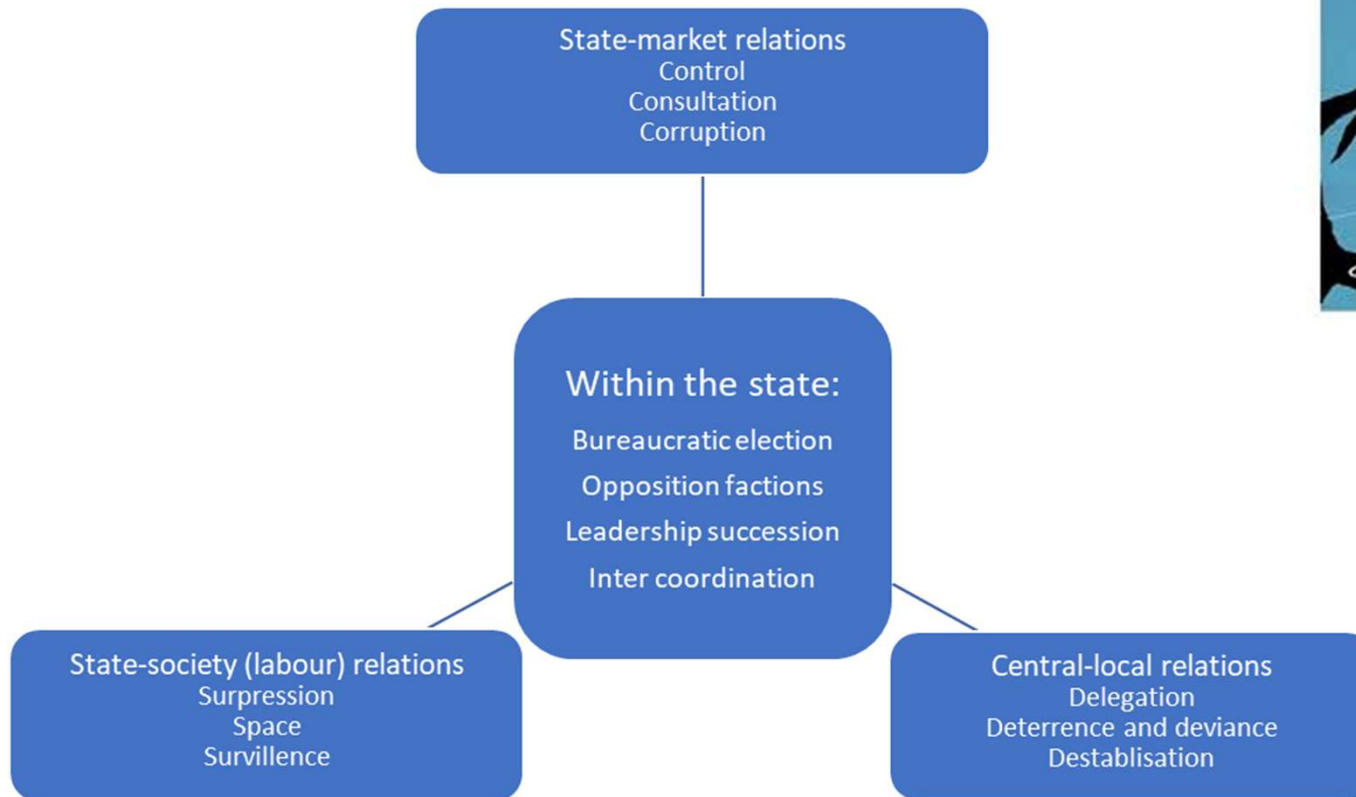 State-market relations
Control
Consultation
Corruption
Within the state:
Bureaucratic election
Opposition factions
Leadership succession
Inter coordination
State-society (labour) relations
Surpression
Space
Survillence
Central-local relations
Delegation
Deterrence and deviance
Destablisation